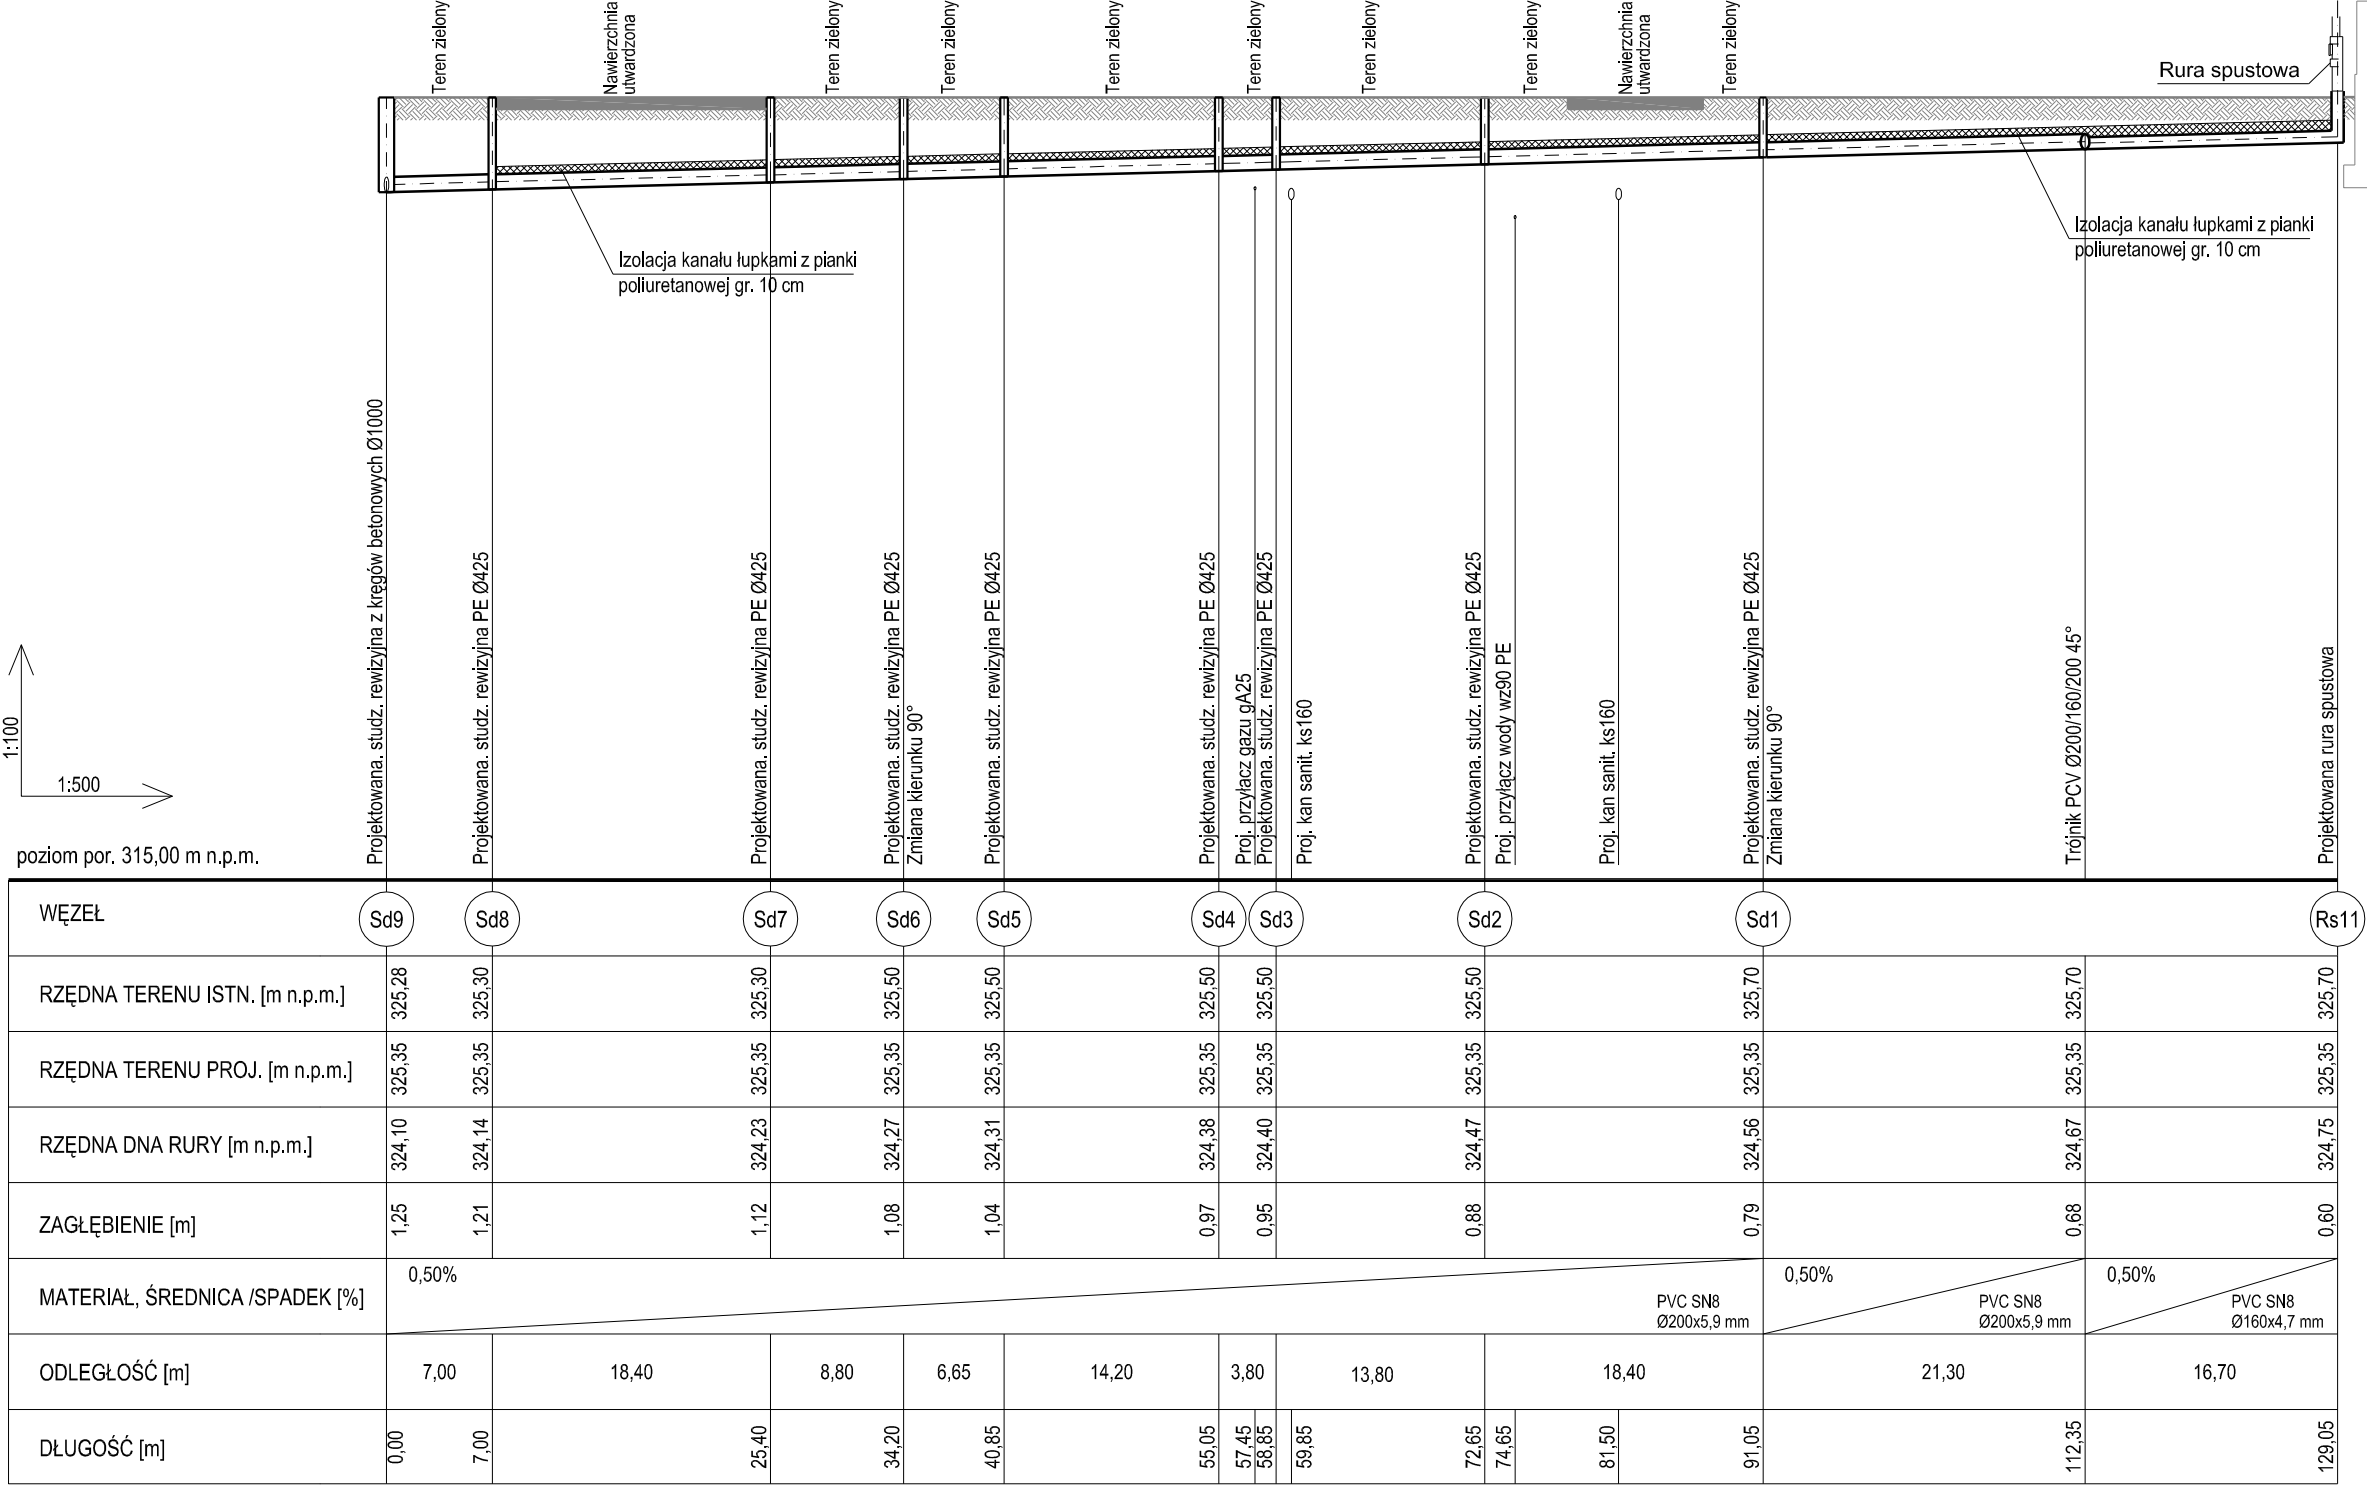 Teren zielony
Nawierzchnia
utwardzona
Teren zielony
Teren zielony
Teren zielony
Teren zielony
Teren zielony
Teren zielony
Nawierzchnia
utwardzona
Teren zielony
Rura spustowa
Izolacja kanału łupkami z pianki
poliuretanowej gr. 10 cm
Izolacja kanału łupkami z pianki
poliuretanowej gr. 10 cm
1:100
1:500
poziom por. 315,00 m n.p.m.
Projektowana. studz. rewizyjna z kręgów betonowych Ø1000
Projektowana. studz. rewizyjna PE Ø425
Projektowana. studz. rewizyjna PE Ø425
Projektowana. studz. rewizyjna PE Ø425
Zmiana kierunku 90°
Projektowana. studz. rewizyjna PE Ø425
Projektowana. studz. rewizyjna PE Ø425
Proj. przyłacz gazu gA25
Projektowana. studz. rewizyjna PE Ø425
Proj. kan sanit. ks160
Projektowana. studz. rewizyjna PE Ø425
Proj. przyłącz wody wz90 PE
Proj. kan sanit. ks160
Projektowana. studz. rewizyjna PE Ø425
Zmiana kierunku 90°
Trójnik PCV Ø200/160/200 45°
Projektowana rura spustowa
WĘZEŁ Sd9 Sd8 Sd7 Sd6 Sd5 Sd4 Sd3 Sd2 Sd1 Rs11
RZĘDNA TERENU ISTN. [m n.p.m.] 325,28 325,30 325,30 325,50 325,50 325,50 325,50 325,50 325,70 325,70 325,70
RZĘDNA TERENU PROJ. [m n.p.m.] 325,35 325,35 325,35 325,35 325,35 325,35 325,35 325,35 325,35 325,35 325,35
RZĘDNA DNA RURY [m n.p.m.] 324,10 324,14 324,23 324,27 324,31 324,38 324,40 324,47 324,56 324,67 324,75
ZAGŁĘBIENIE [m] 1,25 1,21 1,12 1,08 1,04 0,97 0,95 0,88 0,79 0,68 0,60
MATERIAŁ, ŚREDNICA /SPADEK [%]
0,50%
PVC SN8
Ø200x5,9 mm
0,50%
PVC SN8
Ø200x5,9 mm
0,50%
PVC SN8
Ø160x4,7 mm
ODLEGŁOŚĆ [m] 7,00 18,40 8,80 6,65 14,20 3,80 13,80 18,40 21,30 16,70
DŁUGOŚĆ [m] 0,00 7,00 25,40 34,20 40,85 55,05 57,45 58,85 59,85 72,65 74,65 81,50 91,05 112,35 129,05